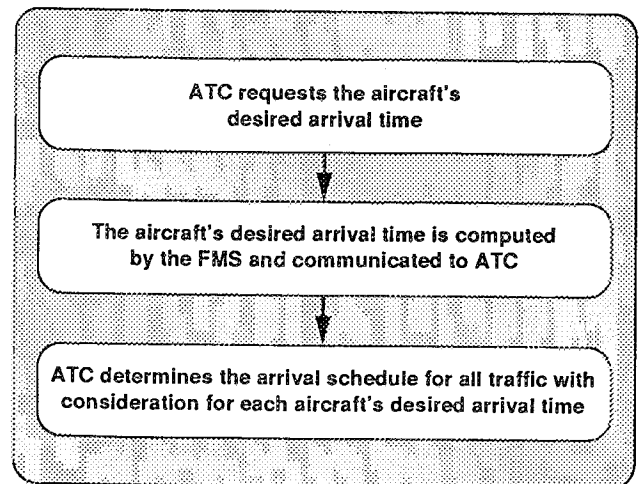 ATC requests the aircraft's
desired arrival time
The aircraft's desired arrival time is computed
by the FMS and communicated to ATC
ATC determines the arrival schedule for all traffic with
consideration for each aircraft's desired arrival time